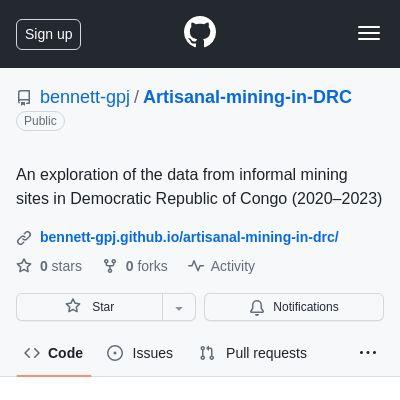 Sign up
bennett-gpj / Artisanal-mining-in-DRC
Public
An exploration of the data from informal mining
sites in Democratic Republic of Congo (2020–2023)
bennett-gpj.github.io/artisanal-mining-in-drc/
0 stars 0 forks Activity
Star Notifications
Code Issues Pull requests